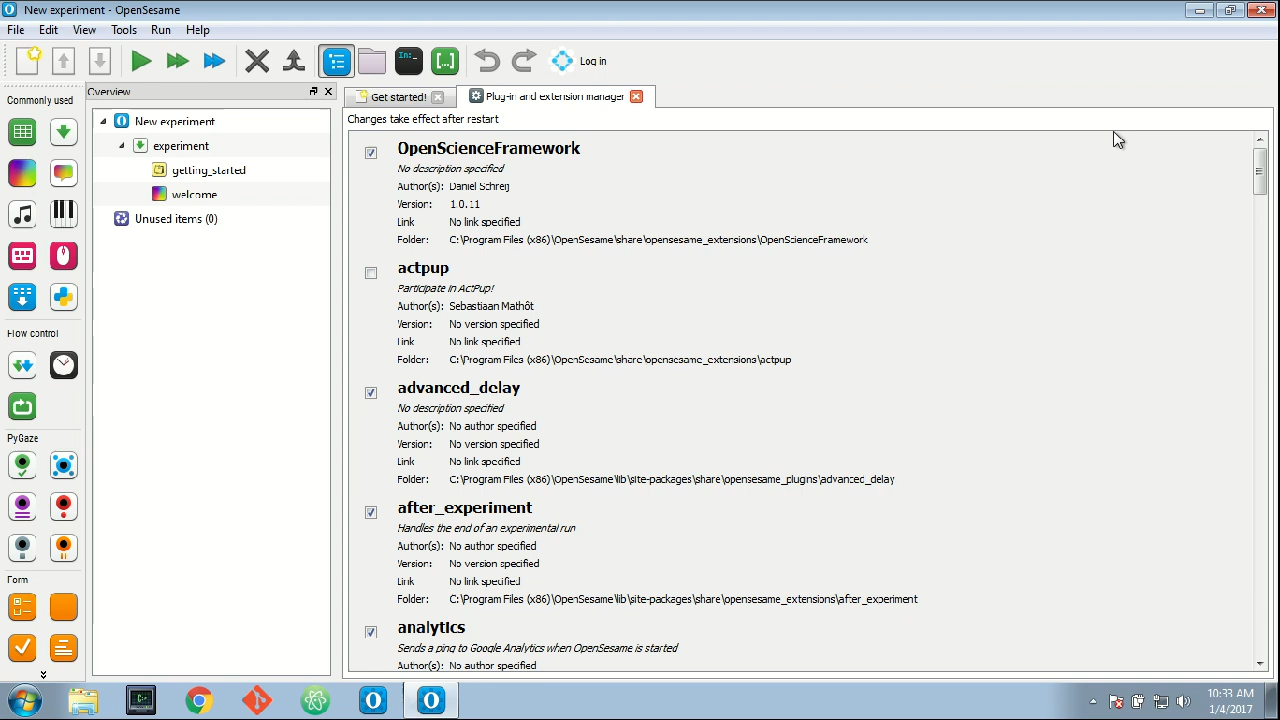 New experiment - OpenSesame
File Edit View Tools Run Help
In:_
Log in
Overview
Get started!
Plug-in and extension manager
Commonly used
Changes take effect after restart
New experiment
experiment
getting_started
welcome
Unused items (0)
Flow control
PyGaze
Form
OpenScienceFramework
No description specified
Author(s): Daniel Schreij
Version: 1.0.11
Link No link specified
Folder: C:\Program Files (x86)\OpenSesame\share\opensesame_extensions\OpenScienceFramework
actpup
Participate in ActPup!
Author(s): Sebastiaan Mathôt
Version: No version specified
Link No link specified
Folder: C:\Program Files (x86)\OpenSesame\share\opensesame_extensions\actpup
advanced_delay
No description specified
Author(s): No author specified
Version: No version specified
Link No link specified
Folder: C:\Program Files (x86)\OpenSesame\lib\site-packages\share\opensesame_plugins\advanced_delay
after_experiment
Handles the end of an experimental run
Author(s): No author specified
Version: No version specified
Link No link specified
Folder: C:\Program Files (x86)\OpenSesame\lib\site-packages\share\opensesame_extensions\after_experiment
analytics
Sends a ping to Google Analytics when OpenSesame is started
Author(s): No author specified
10:33 AM
1/4/2017